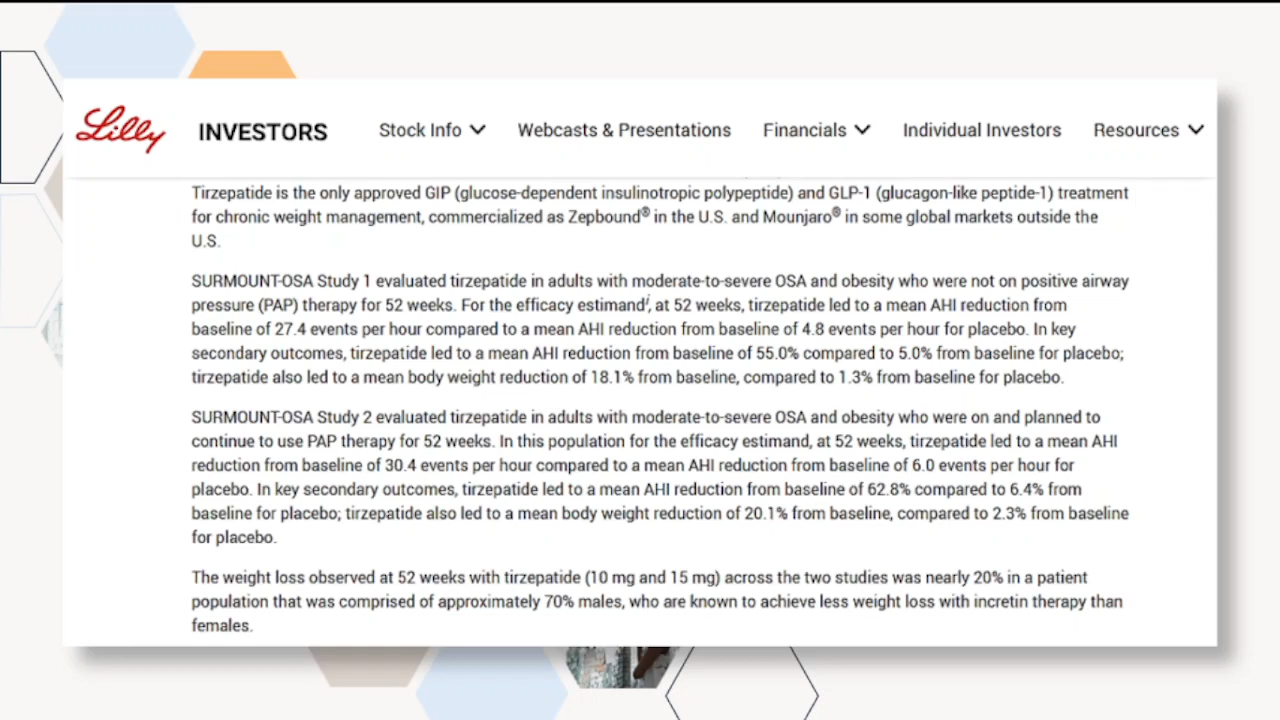 Lilly INVESTORS Stock Info Webcasts & Presentations Financials Individual Investors Resources
Tirzepatide is the only approved GIP (glucose-dependent insulinotropic polypeptide) and GLP-1 (glucagon-like peptide-1) treatment
for chronic weight management, commercialized as Zepbound® in the U.S. and Mounjaro® in some global markets outside the
U.S.
SURMOUNT-OSA Study 1 evaluated tirzepatide in adults with moderate-to-severe OSA and obesity who were not on positive airway
pressure (PAP) therapy for 52 weeks. For the efficacy estimandⁱ, at 52 weeks, tirzepatide led to a mean AHI reduction from
baseline of 27.4 events per hour compared to a mean AHI reduction from baseline of 4.8 events per hour for placebo. In key
secondary outcomes, tirzepatide led to a mean AHI reduction from baseline of 55.0% compared to 5.0% from baseline for placebo;
tirzepatide also led to a mean body weight reduction of 18.1% from baseline, compared to 1.3% from baseline for placebo.
SURMOUNT-OSA Study 2 evaluated tirzepatide in adults with moderate-to-severe OSA and obesity who were on and planned to
continue to use PAP therapy for 52 weeks. In this population for the efficacy estimand, at 52 weeks, tirzepatide led to a mean AHI
reduction from baseline of 30.4 events per hour compared to a mean AHI reduction from baseline of 6.0 events per hour for
placebo. In key secondary outcomes, tirzepatide led to a mean AHI reduction from baseline of 62.8% compared to 6.4% from
baseline for placebo; tirzepatide also led to a mean body weight reduction of 20.1% from baseline, compared to 2.3% from baseline
for placebo.
The weight loss observed at 52 weeks with tirzepatide (10 mg and 15 mg) across the two studies was nearly 20% in a patient
population that was comprised of approximately 70% males, who are known to achieve less weight loss with incretin therapy than
females.